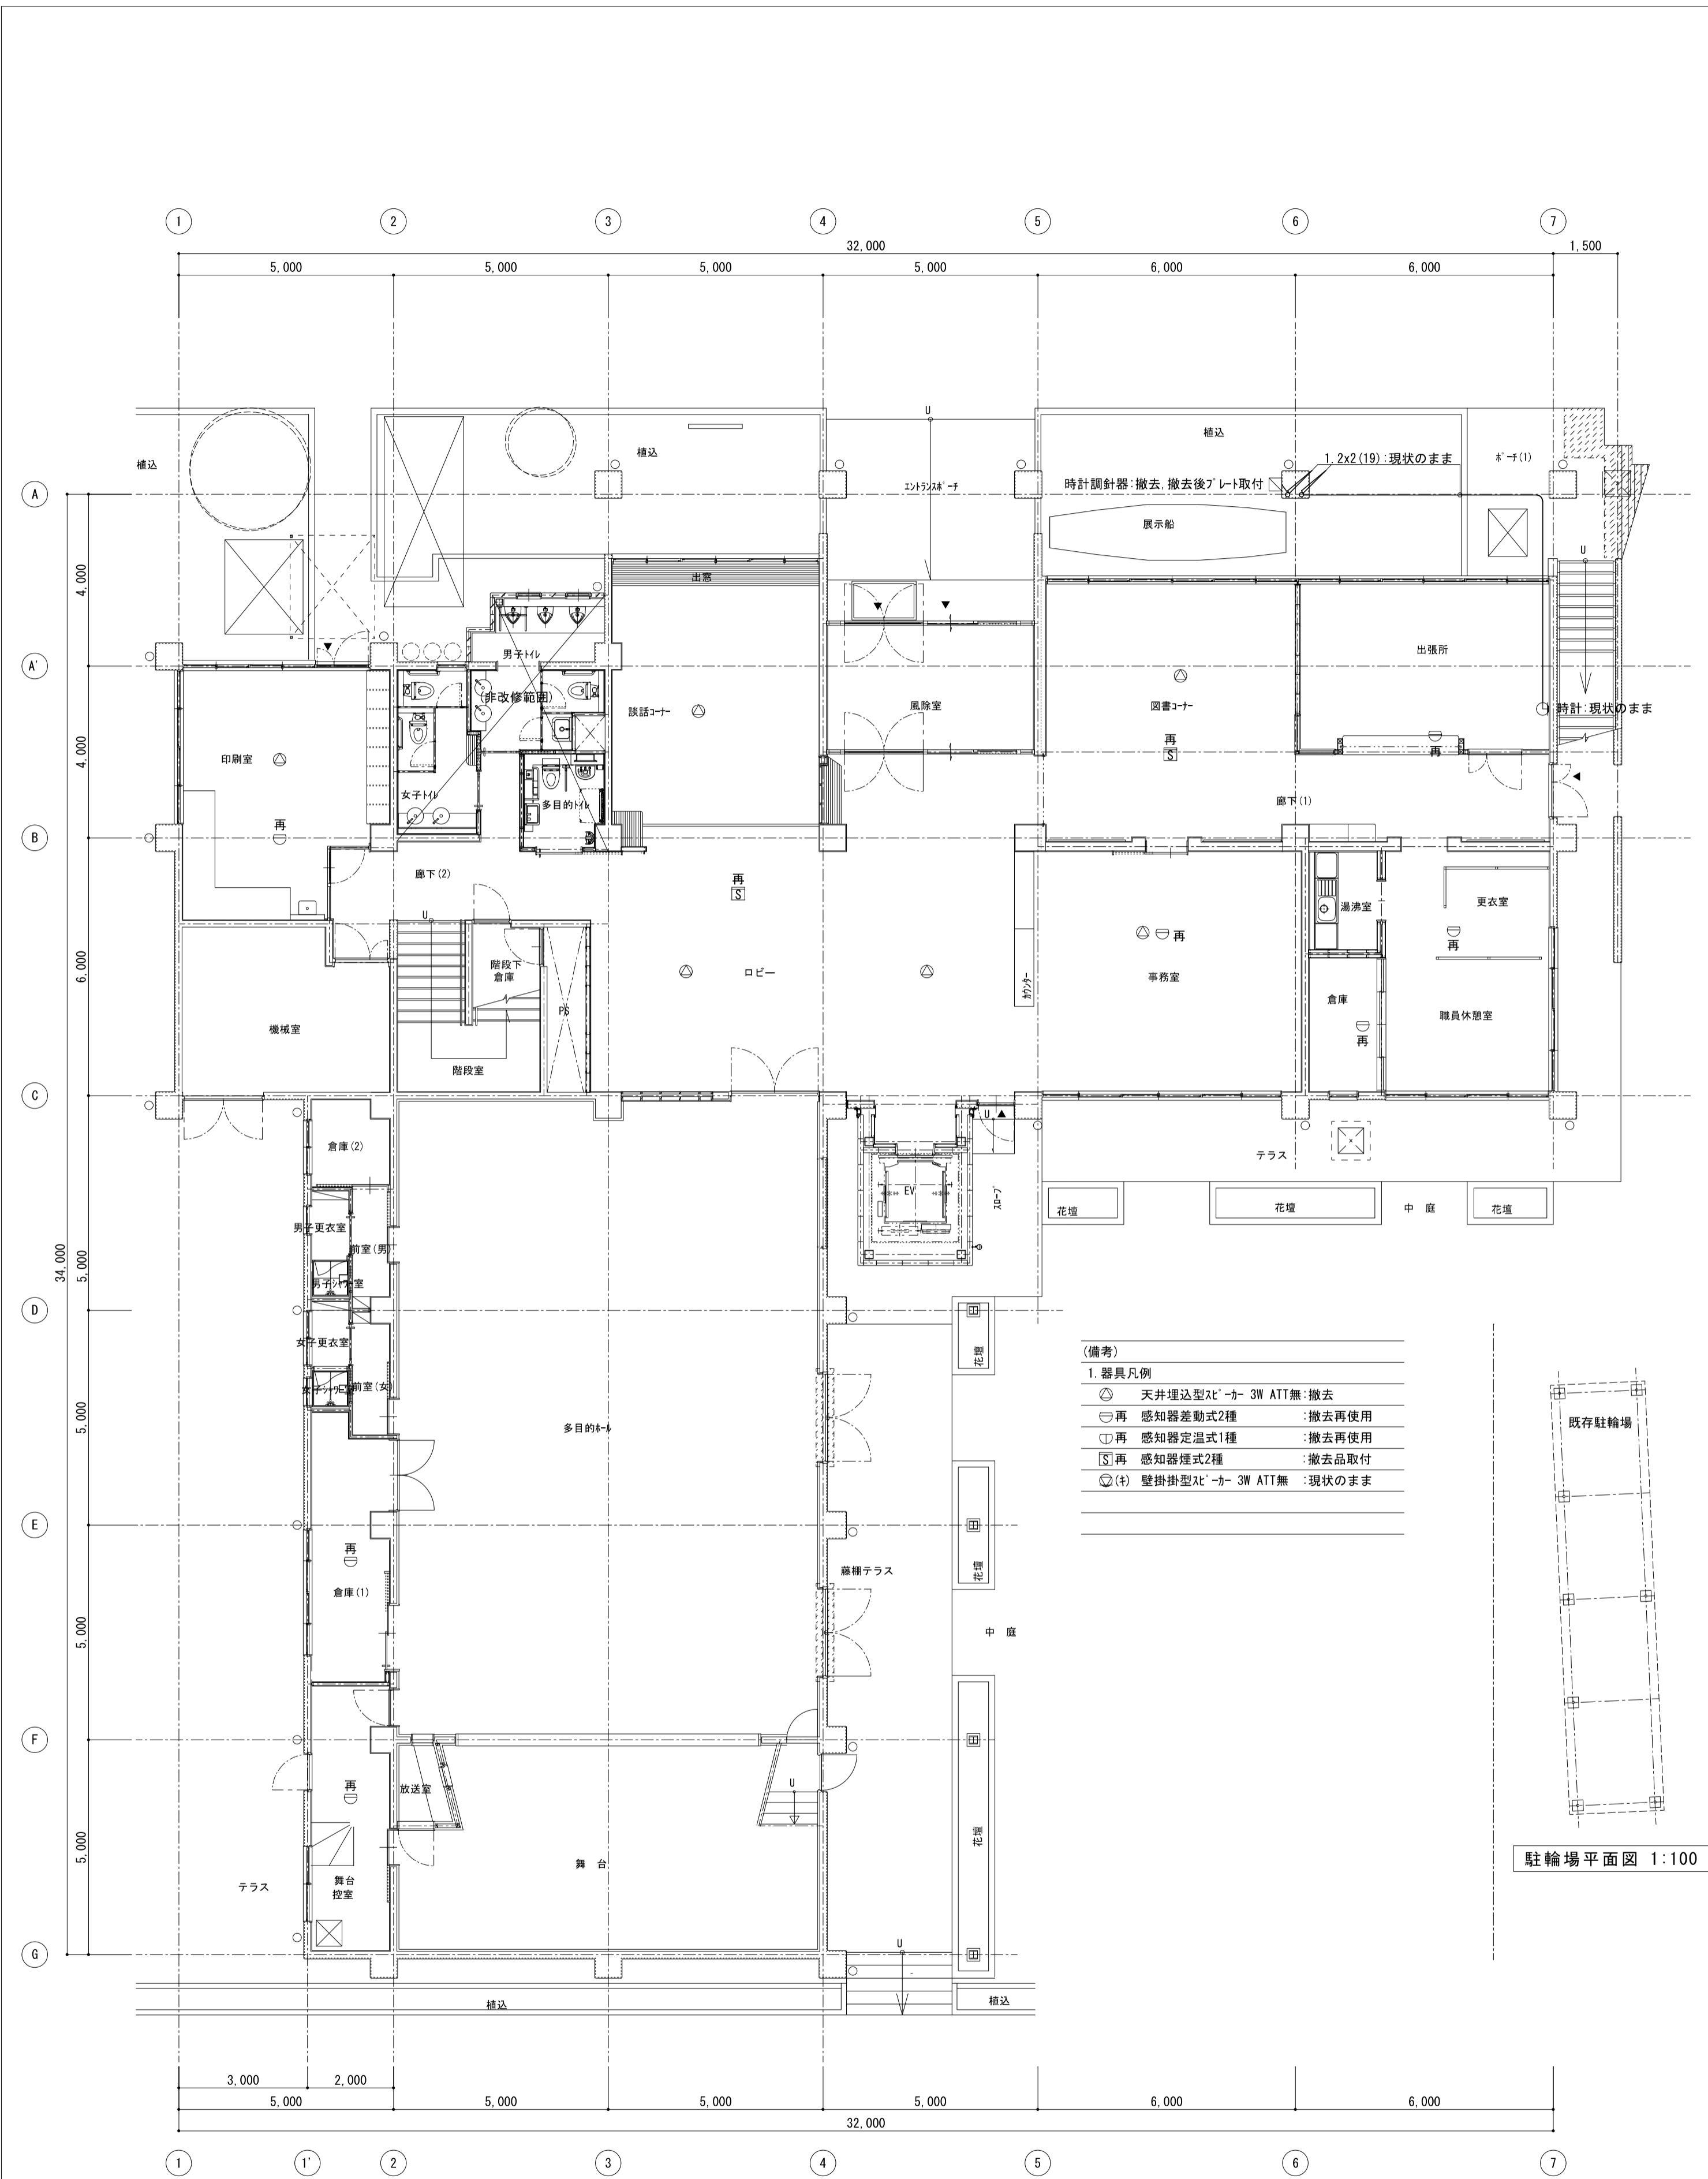 1 2 3 4 5 6 7
32,000 1,500
5,000 5,000 5,000 5,000 6,000 6,000
U
植込 植込 植込
1.2x2(19):現状のまま ﾎﾟｰﾁ(1)
A
ｴﾝﾄﾗﾝｽﾎﾟｰﾁ 時計調針器:撤去,撤去後ﾌﾟﾚｰﾄ取付
展示船
U
4,000
出窓
男子ﾄｲﾚ 出張所
A'
(非改修範囲)
談話ｺｰﾅｰ 風除室 図書ｺｰﾅｰ 時計:現状のまま
再 再
S
4,000
印刷室
女子ﾄｲﾚ 多目的ﾄｲﾚ 廊下(1)
再
B
廊下(2) 再
S
湯沸室 更衣室
U
再 再
6,000
階段下
倉庫
ロビー ｶｳﾝﾀｰ 事務室
PS
倉庫
機械室 職員休憩室
再
階段室
C
U
倉庫(2) テラス
EV ｽﾛｰﾌﾟ
花壇 花壇 中 庭 花壇
男子更衣室
前室(男)
34,000
5,000
男子ｼｬﾜｰ室
D
女子更衣室
花壇
前室(女)
5,000
多目的ﾎｰﾙ
(備考)
1.器具凡例
天井埋込型ｽﾋﾟｰｶｰ 3W ATT無:撤去
再 感知器差動式2種 :撤去再使用
再 感知器定温式1種 :撤去再使用
S 再 感知器煙式2種 :撤去品取付
(ｷ) 壁掛掛型ｽﾋﾟｰｶｰ 3W ATT無 :現状のまま
既存駐輪場
E
再
倉庫(1) 藤棚テラス 花壇
5,000
中 庭
F
再 放送室 U
5,000
花壇
駐輪場平面図 1:100
テラス 舞台
控室
舞 台
G
U
植込 植込
3,000 2,000
5,000 5,000 5,000 5,000 6,000 6,000
32,000
1 1' 2 3 4 5 6 7